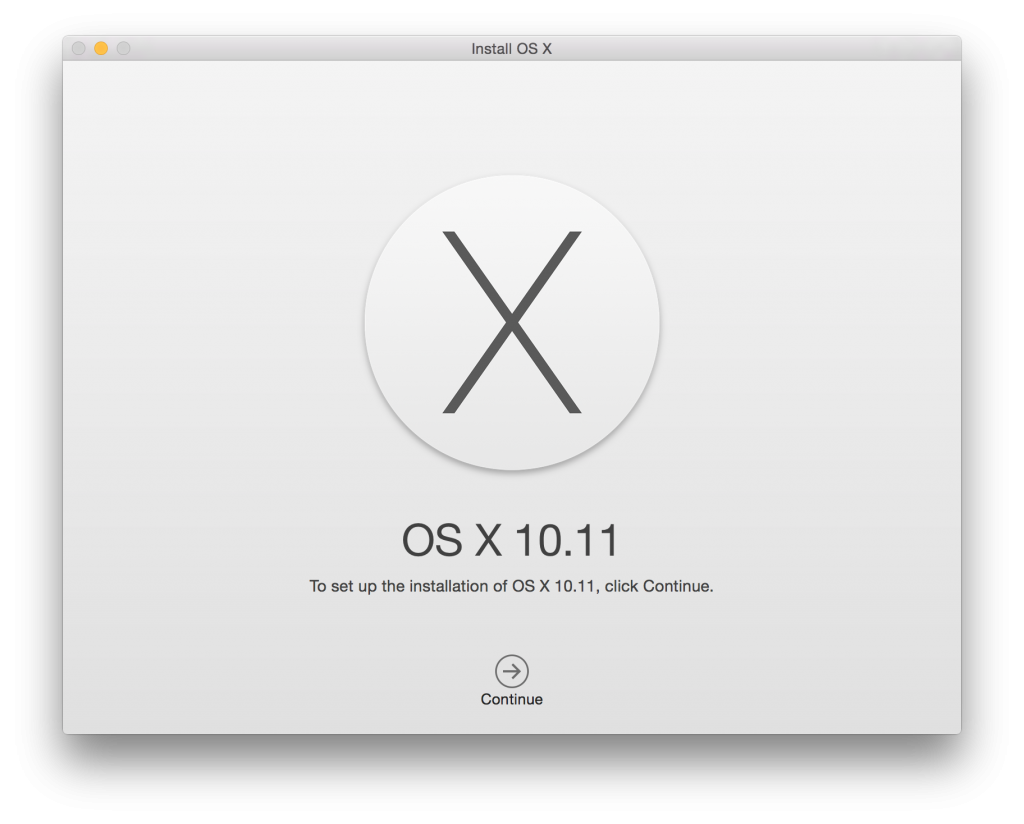 Install OS X
X
OS X 10.11
To set up the installation of OS X 10.11, click Continue.
Continue